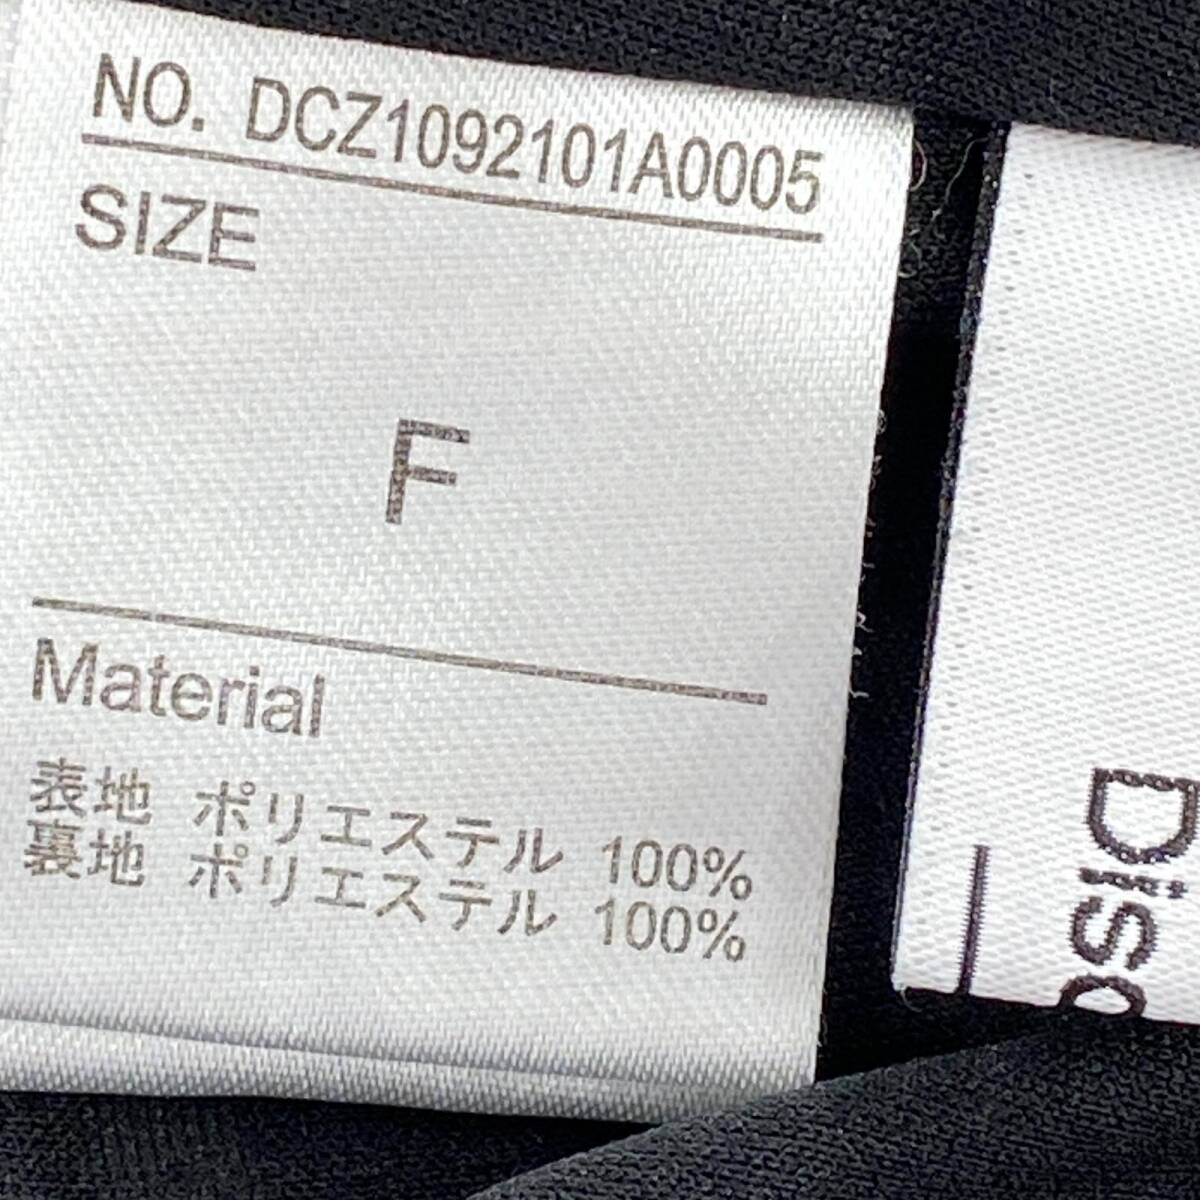 NO. DCZ1092101A0005
SIZE
F
Material
表地 ポリエステル 100%
裏地 ポリエステル 100%